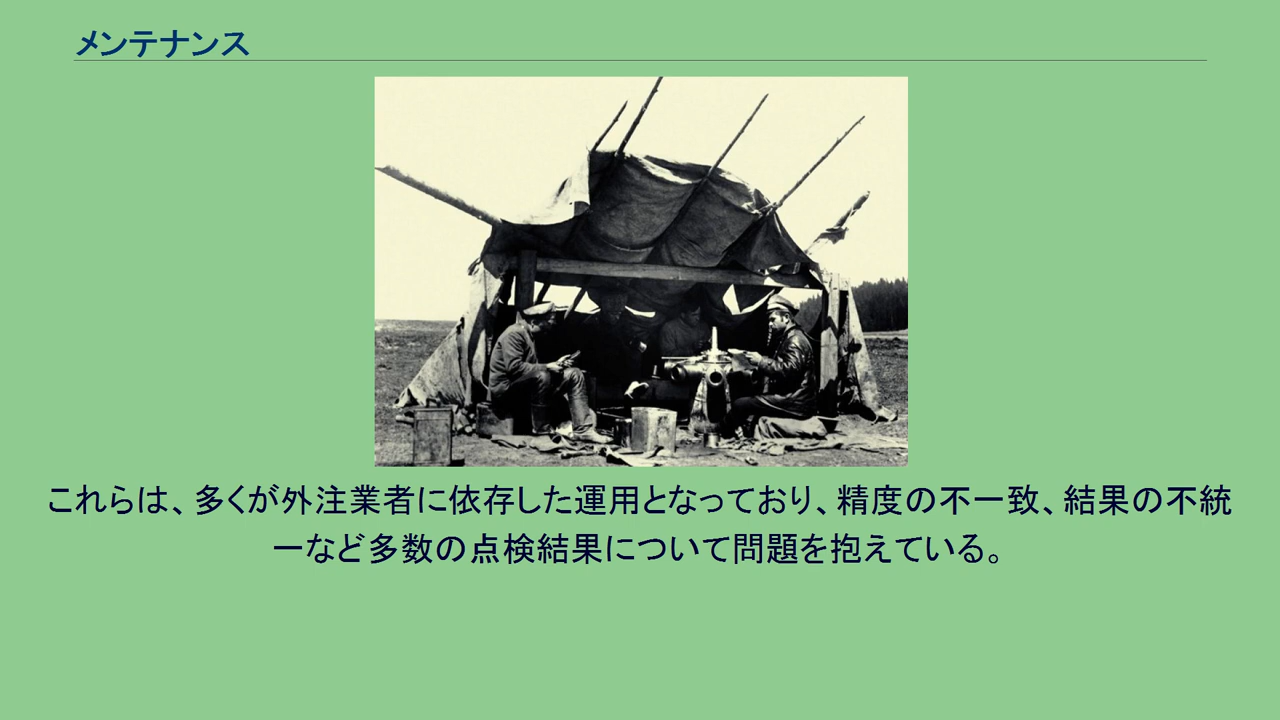 メンテナンス
これらは、多くが外注業者に依存した運用となっており、精度の不一致、結果の不統
一など多数の点検結果について問題を抱えている。